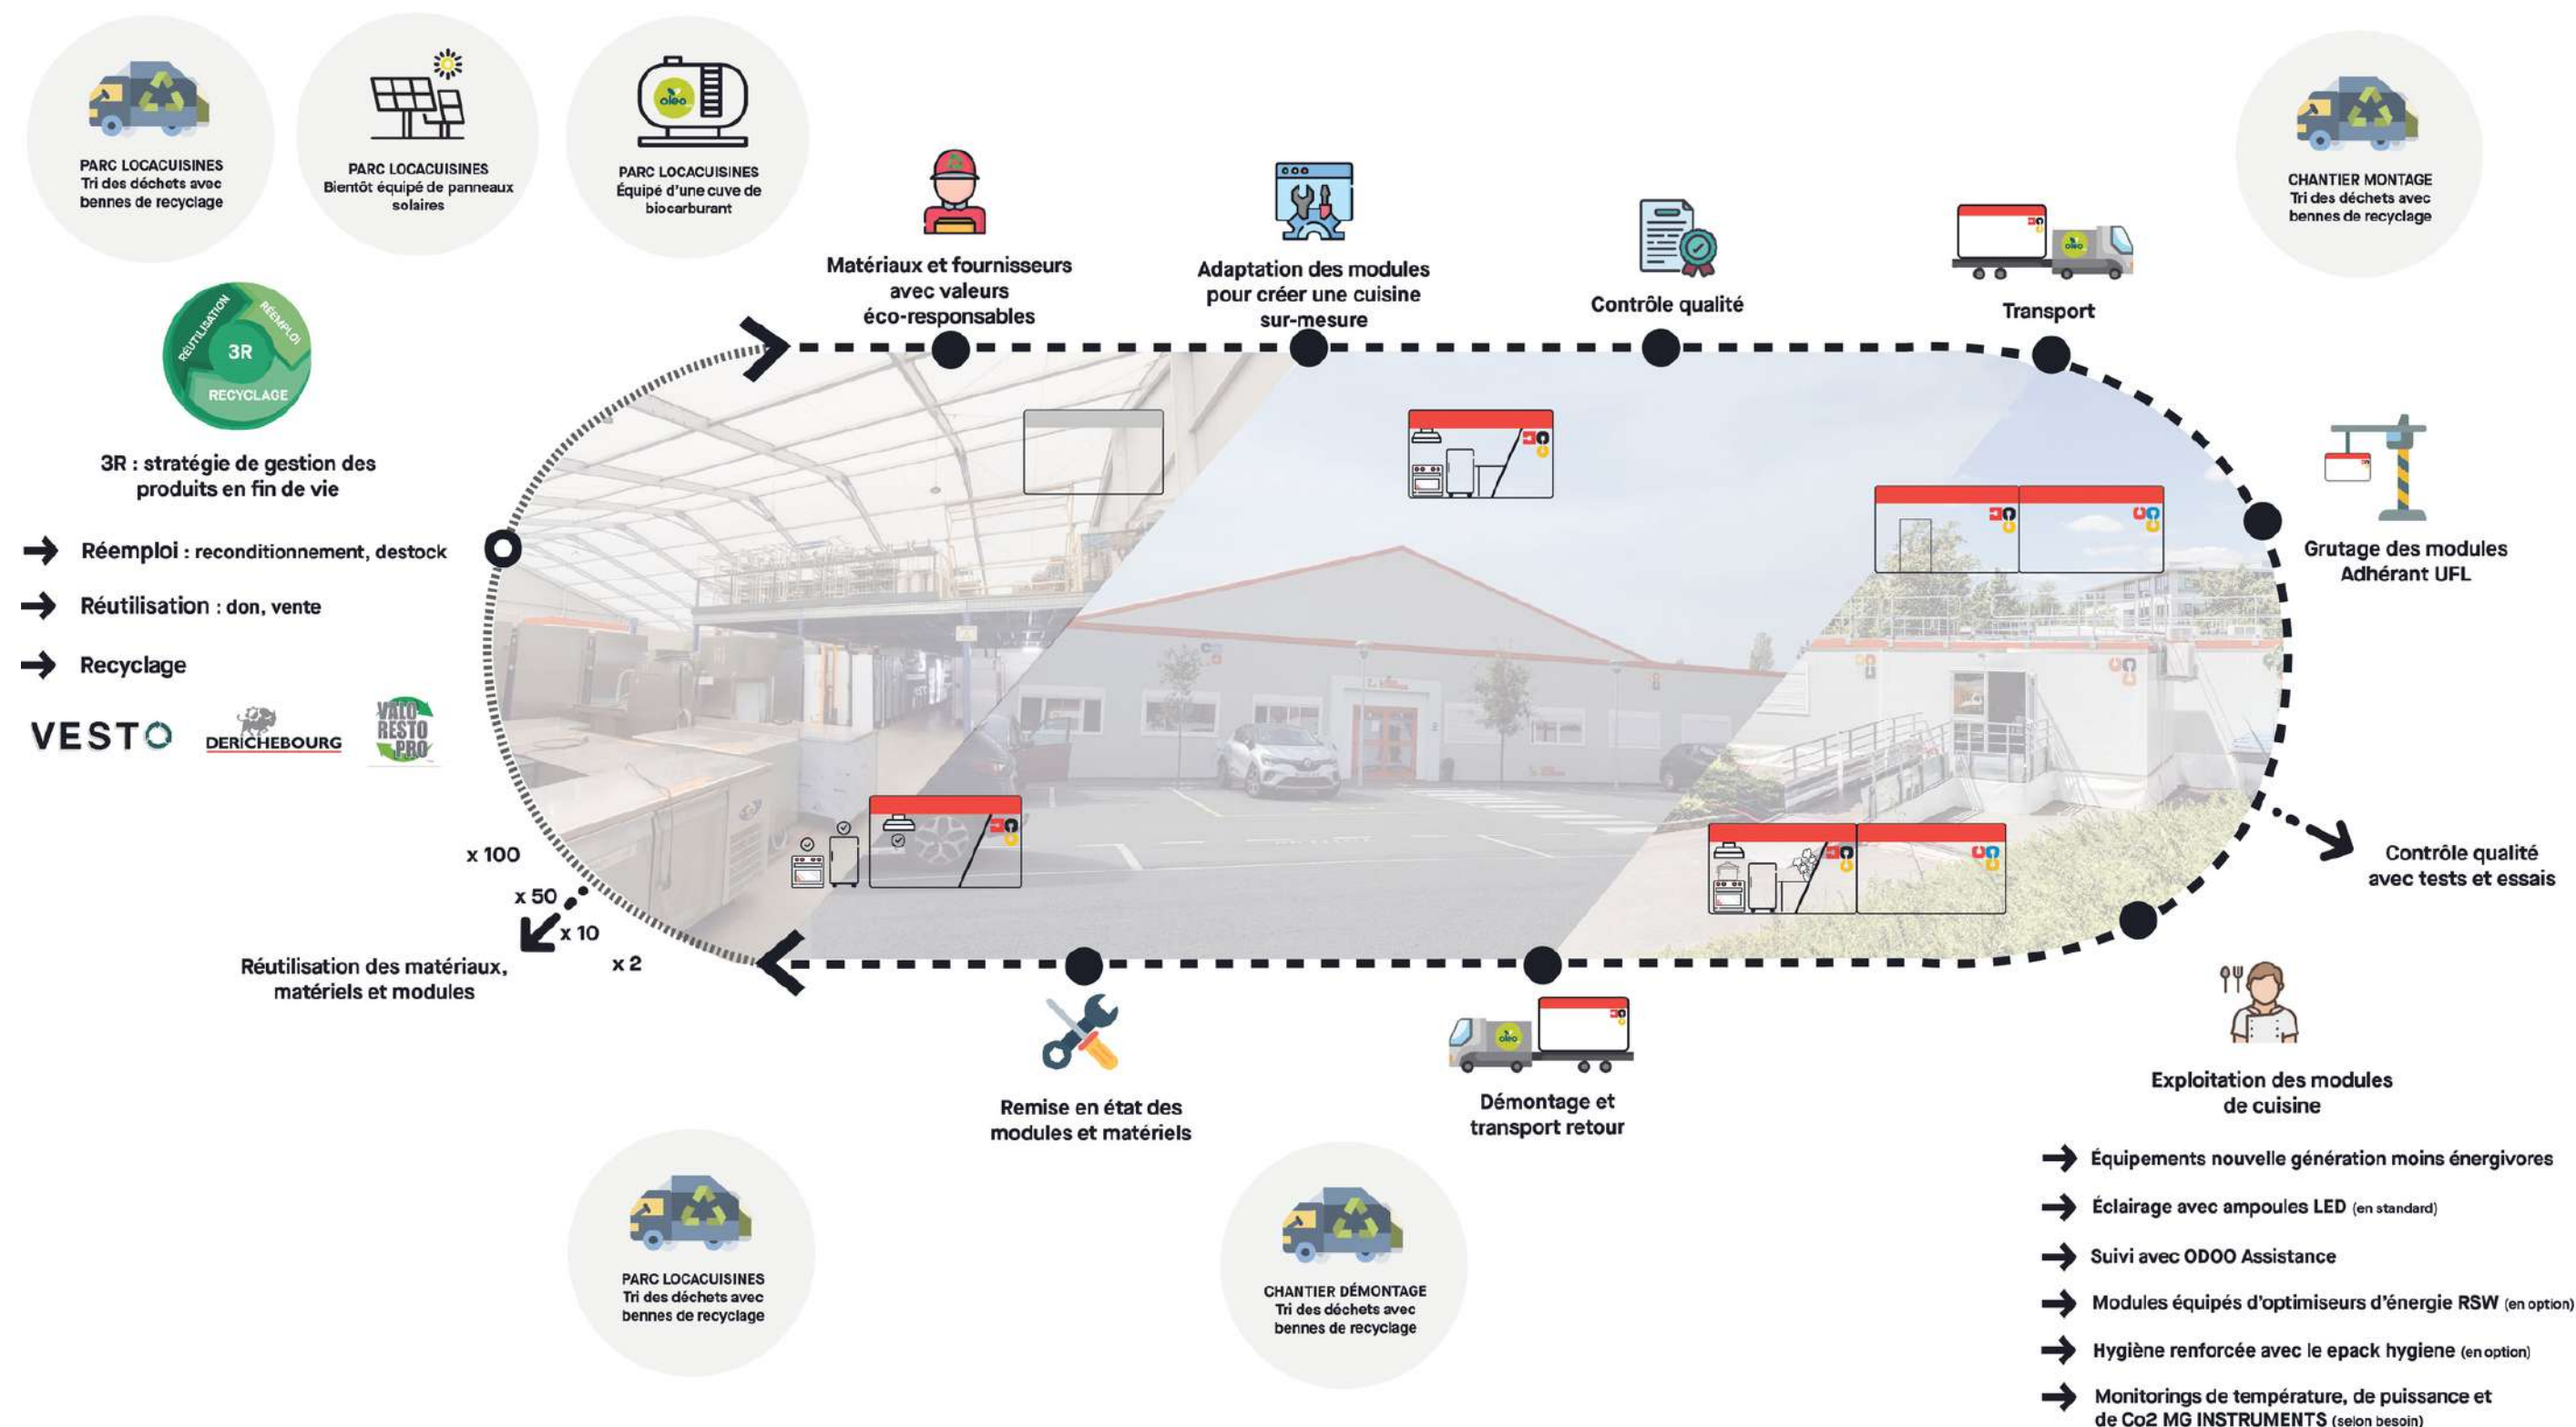 PARC LOCACUISINES
Tri des déchets avec
bennes de recyclage
PARC LOCACUISINES
Bientôt équipé de panneaux
solaires
oleo
PARC LOCACUISINES
Équipé d'une cuve de
biocarburant
CHANTIER MONTAGE
Tri des déchets avec
bennes de recyclage
Matériaux et fournisseurs
avec valeurs
éco-responsables
Adaptation des modules
pour créer une cuisine
sur-mesure
Contrôle qualité
oleo
Transport
RÉUTILISATION
RÉEMPLOI
3R
RECYCLAGE
3R : stratégie de gestion des
produits en fin de vie
Réemploi : reconditionnement, destock
Réutilisation : don, vente
Recyclage
VESTO
DERICHEBOURG
VALO
RESTO
PRO
Grutage des modules
Adhérant UFL
Contrôle qualité
avec tests et essais
x 100
x 50
x 10
x 2
Réutilisation des matériaux,
matériels et modules
Remise en état des
modules et matériels
oleo
Démontage et
transport retour
Exploitation des modules
de cuisine
Équipements nouvelle génération moins énergivores
Éclairage avec ampoules LED (en standard)
Suivi avec ODOO Assistance
Modules équipés d'optimiseurs d'énergie RSW (en option)
Hygiène renforcée avec le epack hygiene (en option)
Monitorings de température, de puissance et
de Co2 MG INSTRUMENTS (selon besoin)
PARC LOCACUISINES
Tri des déchets avec
bennes de recyclage
CHANTIER DÉMONTAGE
Tri des déchets avec
bennes de recyclage